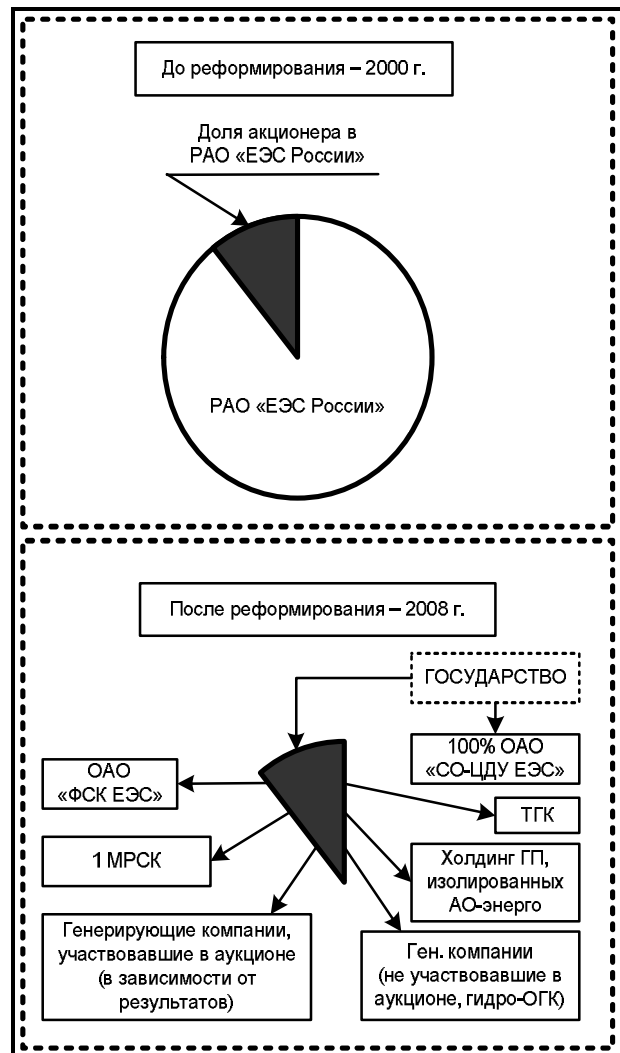 До реформирования – 2000 г.
Доля акционера в
РАО «ЕЭС России»
РАО «ЕЭС России»
После реформирования – 2008 г.
ГОСУДАРСТВО
100% ОАО
«СО-ЦДУ ЕЭС»
ОАО
«ФСК ЕЭС»
ТГК
1 МРСК
Холдинг ГП,
изолированных
АО-энерго
Генерирующие компании,
участвовавшие в аукционе
(в зависимости от
результатов)
Ген. компании
(не участвовавшие в
аукционе, гидро-ОГК)